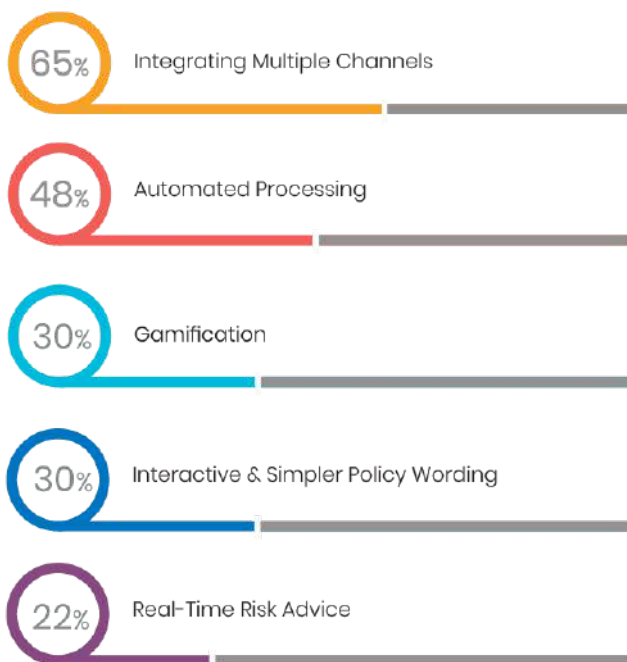 65% Integrating Multiple Channels
48% Automated Processing
30% Gamification
30% Interactive & Simpler Policy Wording
22% Real-Time Risk Advice